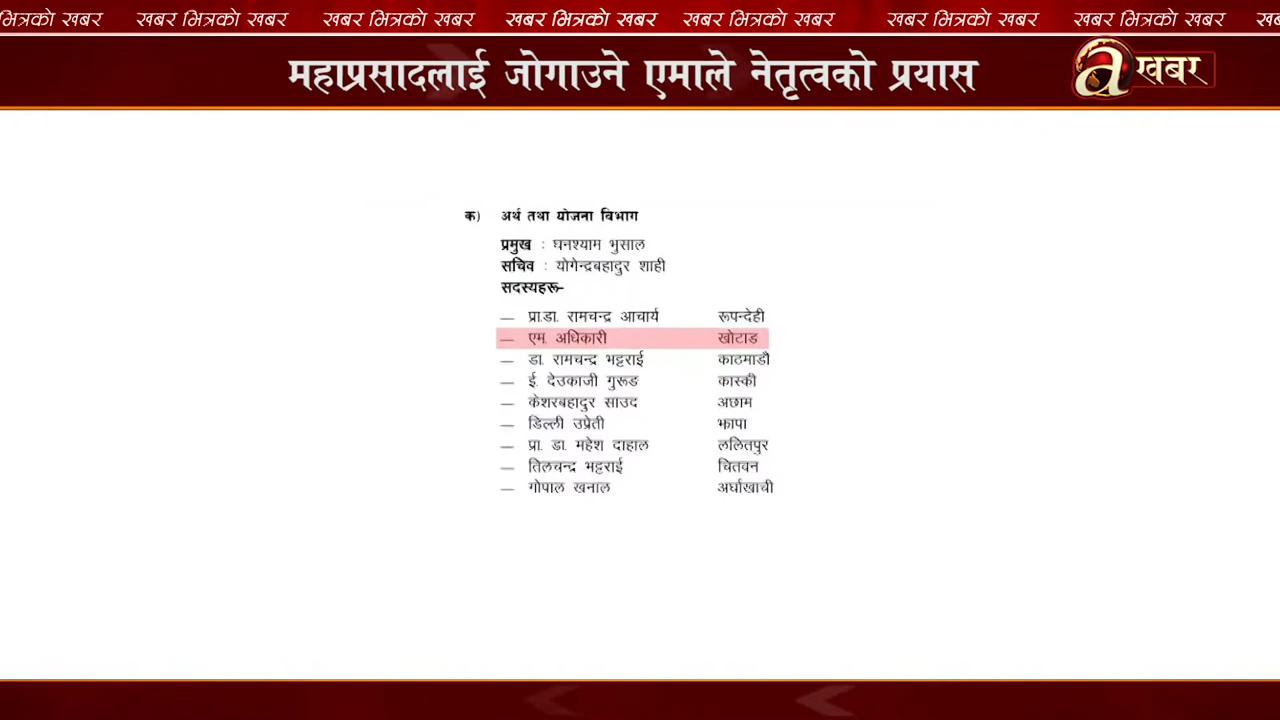 खबर भित्रको खबर खबर भित्रको खबर खबर भित्रको खबर खबर भित्रको खबर खबर भित्रको खबर खबर भित्रको खबर खबर भित्रको खबर
महाप्रसादलाई जोगाउने एमाले नेतृत्वको प्रयास
a खबर
क) अर्थ तथा योजना विभाग
प्रमुख : घनश्याम भुसाल
सचिव : योगेन्द्रबहादुर शाही
सदस्यहरू–
— प्रा.डा. रामचन्द्र आचार्य रूपन्देही
— एम. अधिकारी खोटाङ
— डा. रामचन्द्र भट्टराई काठमाडौं
— ई. देउकाजी गुरूङ कास्की
— केशरबहादुर साउद अछाम
— डिल्ली उप्रेती झापा
— प्रा. डा. महेश दाहाल ललितपुर
— तिलचन्द्र भट्टराई चितवन
— गोपाल खनाल अर्घाखाची